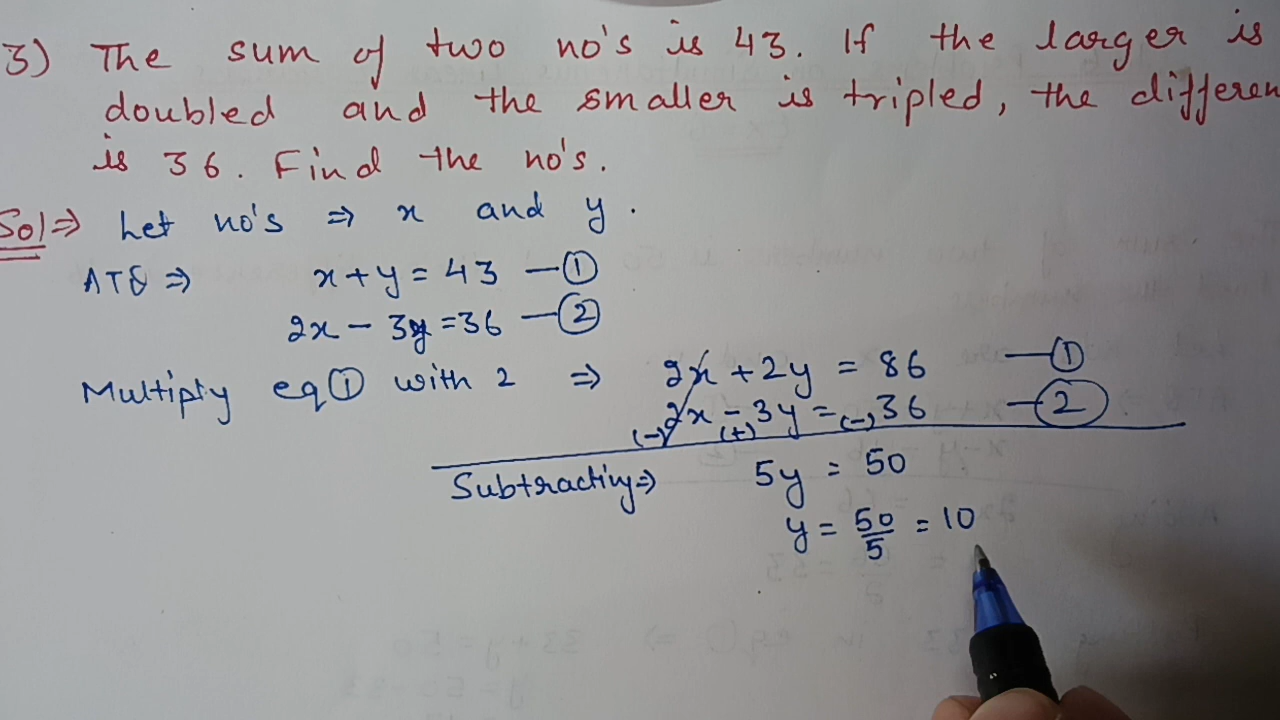 3) The sum of two no's is 43. If the larger is
doubled and the smaller is tripled, the differen
is 36. Find the no's.
Sol⇒ Let no's ⇒ x and y.
ATQ ⇒ x + y = 43 —①
2x − 3y = 36 —②
Multiply eq① with 2 ⇒ 2x + 2y = 86 —①
(−)2x −(+) 3y = (−)36 —②
Subtracting⇒ 5y = 50
y = 50/5 = 10